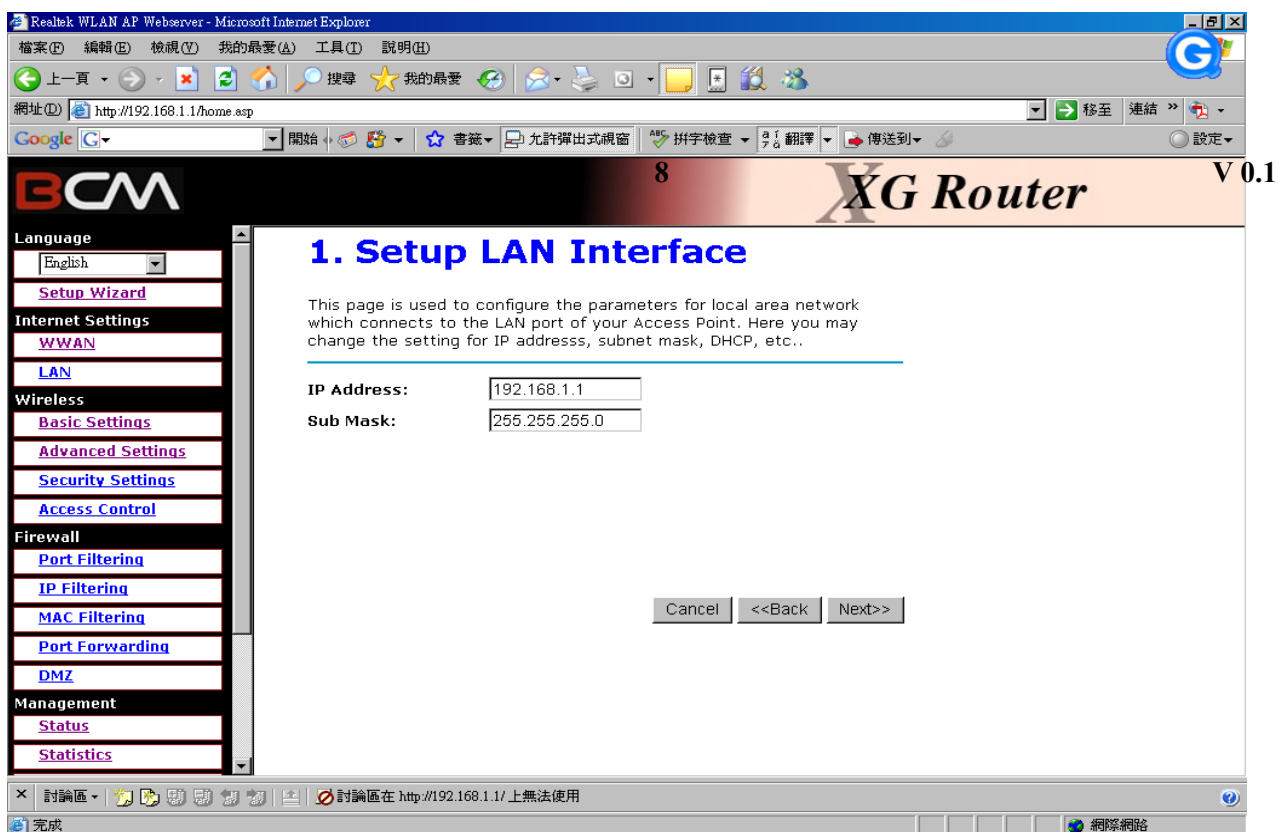 Realtek WLAN AP Webserver - Microsoft Internet Explorer
檔案(F) 編輯(E) 檢視(V) 我的最愛(A) 工具(T) 說明(H)
上一頁 搜尋 我的最愛
網址(D) http://192.168.1.1/home.asp 移至 連結 »
Google G 開始 書籤 允許彈出式視窗 拼字檢查 翻譯 傳送到 設定
8 V 0.1
BCM XG Router
Language
English
Setup Wizard
Internet Settings
WWAN
LAN
Wireless
Basic Settings
Advanced Settings
Security Settings
Access Control
Firewall
Port Filtering
IP Filtering
MAC Filtering
Port Forwarding
DMZ
Management
Status
Statistics
1. Setup LAN Interface
This page is used to configure the parameters for local area network
which connects to the LAN port of your Access Point. Here you may
change the setting for IP addresss, subnet mask, DHCP, etc..
IP Address: 192.168.1.1
Sub Mask: 255.255.255.0
Cancel <<Back Next>>
討論區 討論區在 http://192.168.1.1/ 上無法使用
完成 網際網路